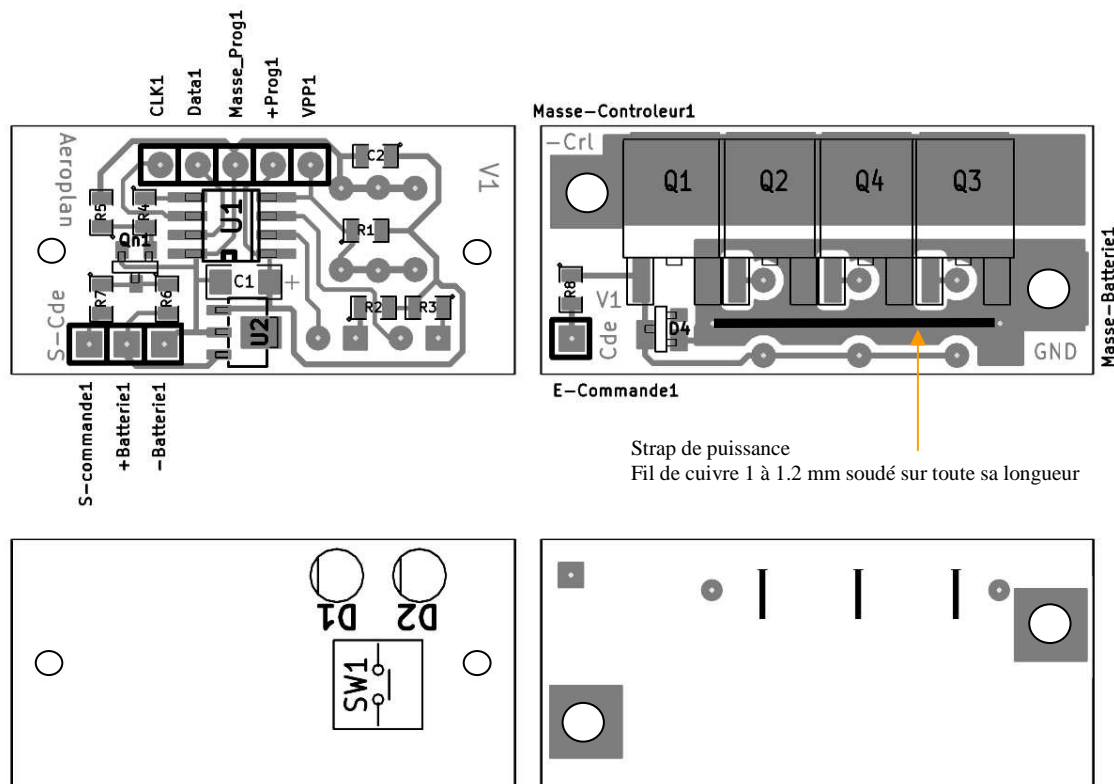 CLK1
Data1
Masse_Prog1
+Prog1
VPP1
Aeroplan
V1
C2
R5
R4
U1
Qn1
R1
C1
+
R7
R6
U2
R2
R3
S-Cde
S-commande1
+Batterie1
-Batterie1
Masse-Controleur1
-Crl
Q1
Q2
Q4
Q3
Masse-Batterie1
R8
V1
D4
Cde
GND
E-Commande1
Strap de puissance
Fil de cuivre 1 à 1.2 mm soudé sur toute sa longueur
D1
D2
SW1